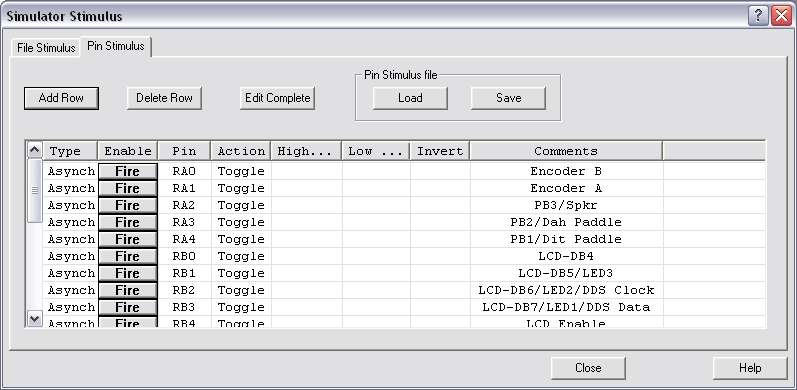 Simulator Stimulus
File Stimulus Pin Stimulus
Pin Stimulus file
Add Row Delete Row Edit Complete Load Save
Type Enable Pin Action High... Low ... Invert Comments
Asynch Fire RA0 Toggle Encoder B
Asynch Fire RA1 Toggle Encoder A
Asynch Fire RA2 Toggle PB3/Spkr
Asynch Fire RA3 Toggle PB2/Dah Paddle
Asynch Fire RA4 Toggle PB1/Dit Paddle
Asynch Fire RB0 Toggle LCD-DB4
Asynch Fire RB1 Toggle LCD-DB5/LED3
Asynch Fire RB2 Toggle LCD-DB6/LED2/DDS Clock
Asynch Fire RB3 Toggle LCD-DB7/LED1/DDS Data
Asynch Fire RB4 Toggle LCD Enable
Close Help